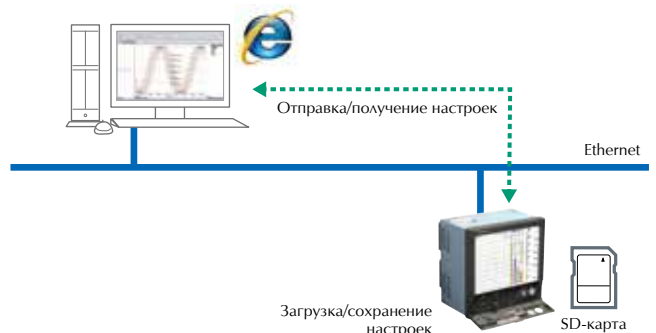 Отправка/получение настроек
Ethernet
Загрузка/сохранение
настроек
SD-карта